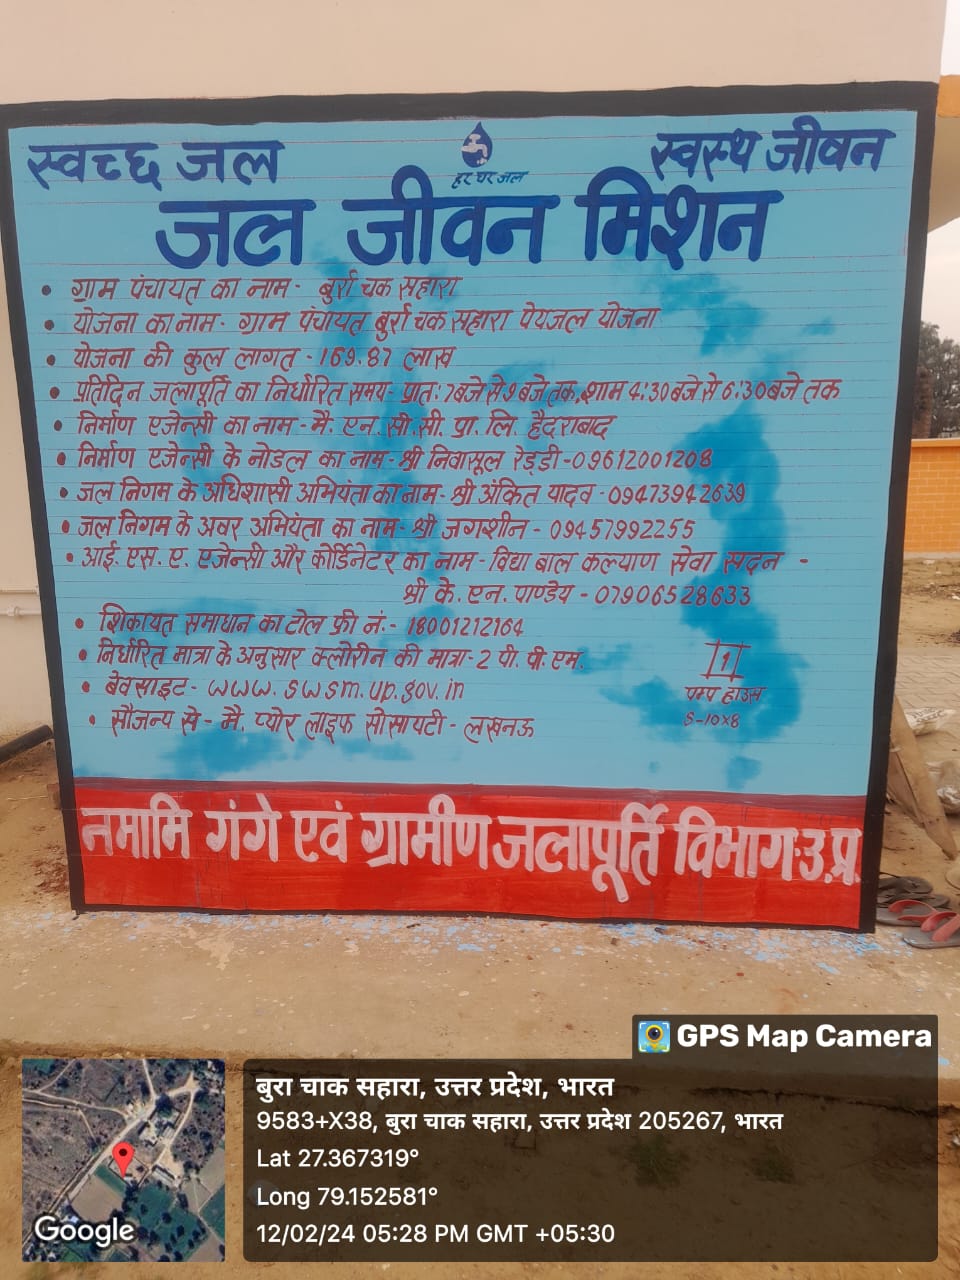 स्वच्छ जल
स्वस्थ जीवन
हर घर जल
जल जीवन मिशन
• ग्राम पंचायत का नाम- बुर्रा चक सहारा
• योजना का नाम- ग्राम पंचायत बुर्रा चक सहारा पेयजल योजना
• योजना की कुल लागत - 169.87 लाख
• प्रतिदिन जलापूर्ति का निर्धारित समय- प्रात: 7बजे से 9 बजे तक, शाम 4:30बजे से 6:30बजे तक
• निर्माण एजेन्सी का नाम - मै. एन. सी. सी. प्रा. लि. हैदराबाद
• निर्माण एजेन्सी के नोडल का नाम- श्री निवासूल रेड्डी-09612001208
• जल निगम के अधिशासी अभियंता का नाम- श्री अंकित यादव - 09473942639
• जल निगम के अवर अभियंता का नाम- श्री जगशीन - 09457992255
• आई. एस. ए. एजेन्सी और कोर्डिनेटर का नाम - विद्या बाल कल्याण सेवा सदन -
श्री के. एन. पाण्डेय - 07906528633
• शिकायत समाधान का टोल फ्री नं.- 18001212164
• निर्धारित मात्रा के अनुसार क्लोरीन की मात्रा- 2 पी. पी. एम.
• बेवसाइट- www.swsm.up.gov.in
• सौजन्य से - मै. प्योर लाइफ सोसायटी - लखनऊ
1
पम्प हाउस
S-10x8
नमामि गंगे एवं ग्रामीण जलापूर्ति विभाग:उ.प्र.
GPS Map Camera
बुरा चाक सहारा, उत्तर प्रदेश, भारत
9583+X38, बुरा चाक सहारा, उत्तर प्रदेश 205267, भारत
Lat 27.367319°
Long 79.152581°
12/02/24 05:28 PM GMT +05:30
Google